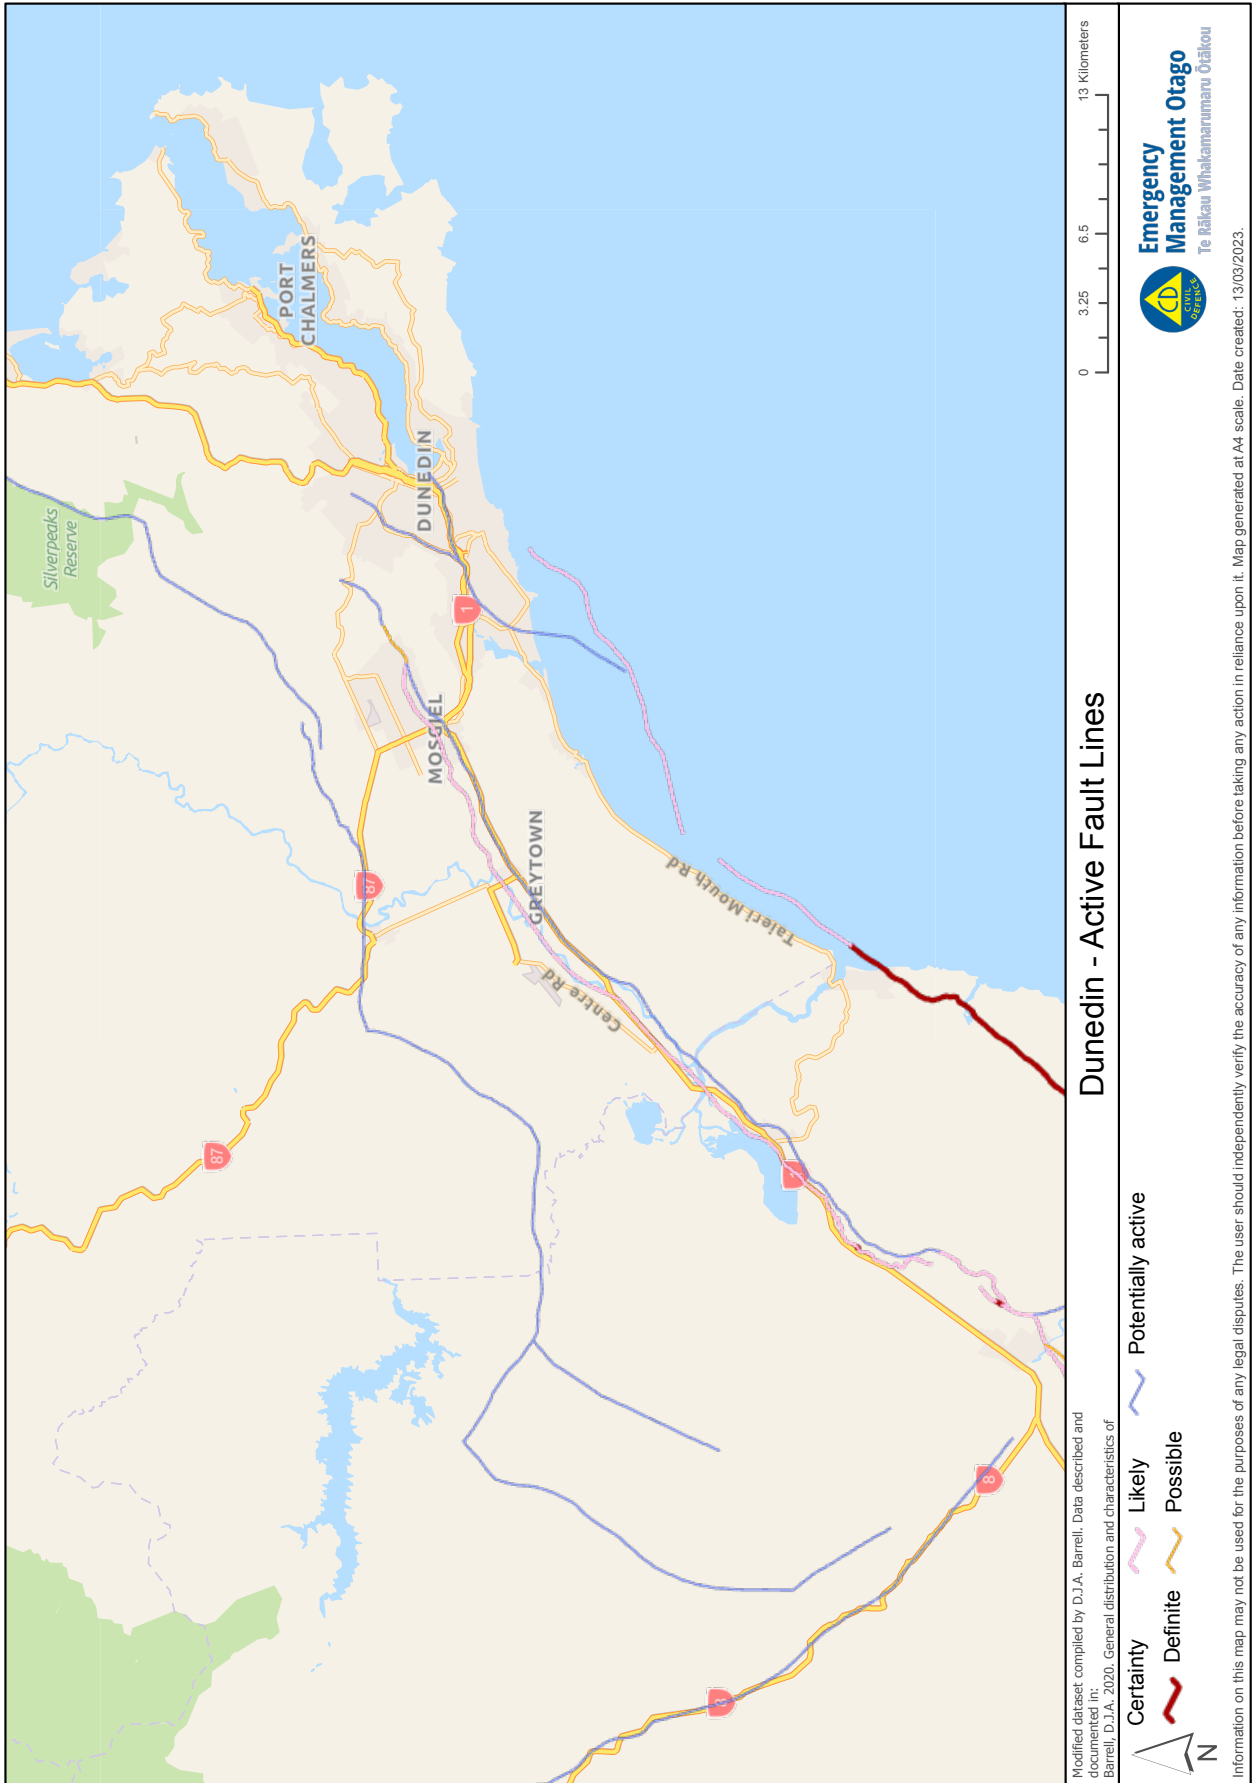 Silverpeaks
Reserve
PORT
CHALMERS
DUNEDIN
1
MOSGIEL
87
GREYTOWN
Taieri Mouth Rd
Centre Rd
87
1
8
8
Dunedin - Active Fault Lines
0 3.25 6.5 13 Kilometers
Modified dataset compiled by D.J.A. Barrell. Data described and
documented in:
Barrell, D.J.A. 2020. General distribution and characteristics of
N
Certainty
Definite
Likely
Possible
Potentially active
CD
CIVIL
DEFENCE
Emergency
Management Otago
Te Rākau Whakamarumaru Ōtākou
Information on this map may not be used for the purposes of any legal disputes. The user should independently verify the accuracy of any information before taking any action in reliance upon it. Map generated at A4 scale. Date created: 13/03/2023.